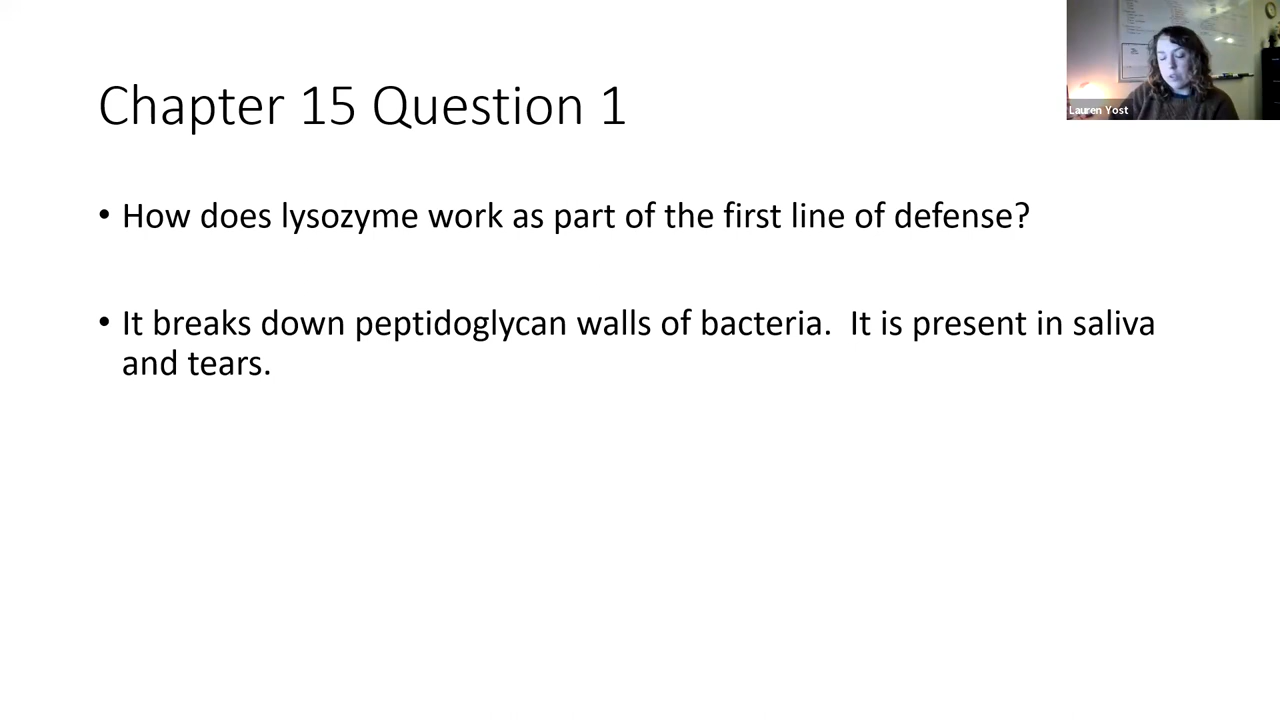 Chapter 15 Question 1
Lauren Yost
• How does lysozyme work as part of the first line of defense?
• It breaks down peptidoglycan walls of bacteria.  It is present in saliva
and tears.